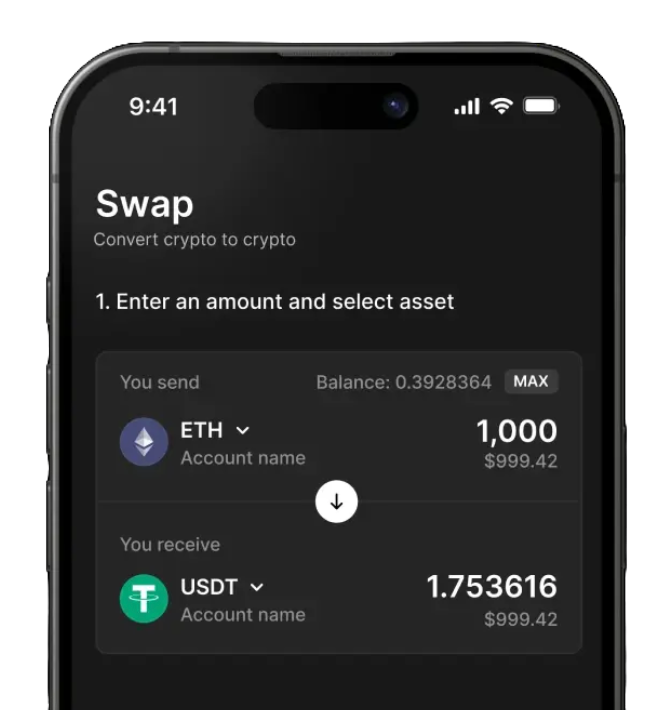 9:41
Swap
Convert crypto to crypto
1. Enter an amount and select asset
You send Balance: 0.3928364 MAX
ETH 1,000
Account name $999.42
You receive
USDT 1.753616
Account name $999.42